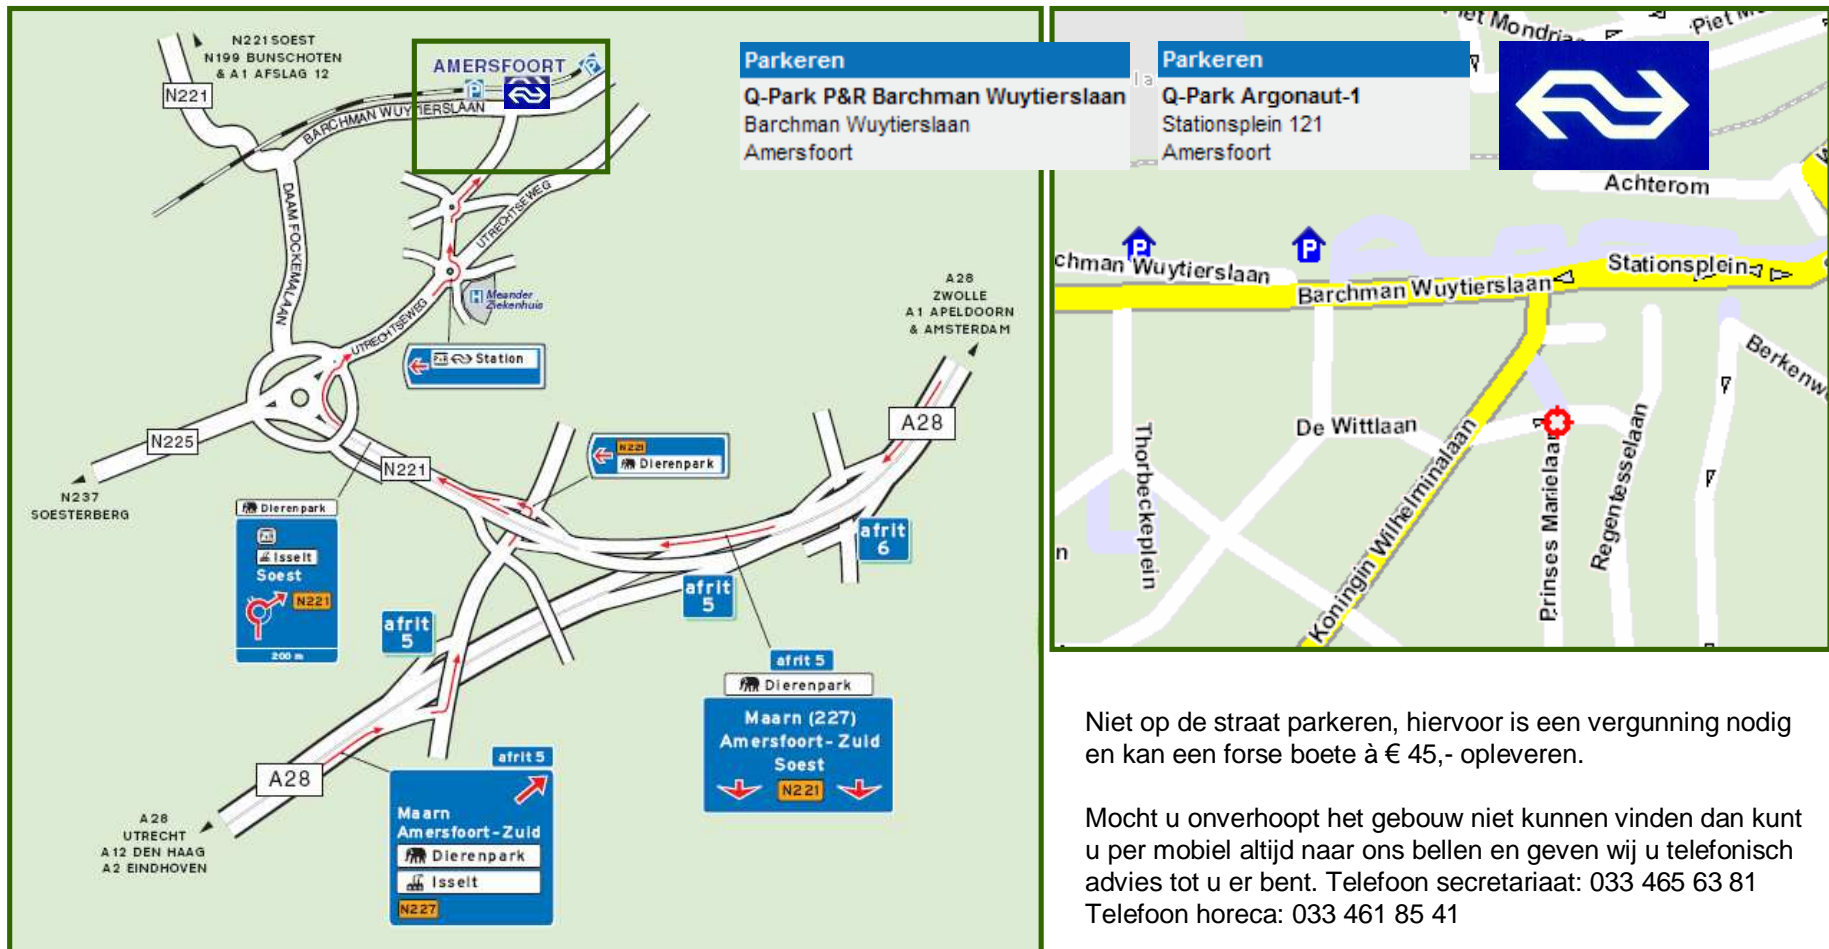 N221 SOEST
N199 BUNSCHOTEN
& A1 AFSLAG 12
N221
AMERSFOORT
P
P
BARCHMAN WUYTIERSLAAN
DAAM FOCKEMALAAN
UTRECHTSEWEG
UTRECHTSEWEG
H Meander
Ziekenhuis
P+R Station
A28
ZWOLLE
A1 APELDOORN
& AMSTERDAM
A28
N225
N237
SOESTERBERG
N221
N221
Dierenpark
Dierenpark
P+R
Isselt
Soest
N221
200 m
afrit
6
afrit
5
afrit
5
afrit 5
Dierenpark
Maarn (227)
Amersfoort-Zuid
Soest
N221
A28
A28
UTRECHT
A12 DEN HAAG
A2 EINDHOVEN
afrit 5
Maarn
Amersfoort-Zuid
Dierenpark
Isselt
N227
Parkeren
Q-Park P&R Barchman Wuytierslaan
Barchman Wuytierslaan
Amersfoort
Parkeren
Q-Park Argonaut-1
Stationsplein 121
Amersfoort
Achterom
P
P
chman Wuytierslaan
Barchman Wuytierslaan
Stationsplein
Berkenw
De Wittlaan
Thorbeckeplein
Koningin Wilhelminalaan
Prinses Marielaan
Regentesselaan
n
Niet op de straat parkeren, hiervoor is een vergunning nodig
en kan een forse boete à € 45,- opleveren.
Mocht u onverhoopt het gebouw niet kunnen vinden dan kunt
u per mobiel altijd naar ons bellen en geven wij u telefonisch
advies tot u er bent. Telefoon secretariaat: 033 465 63 81
Telefoon horeca: 033 461 85 41